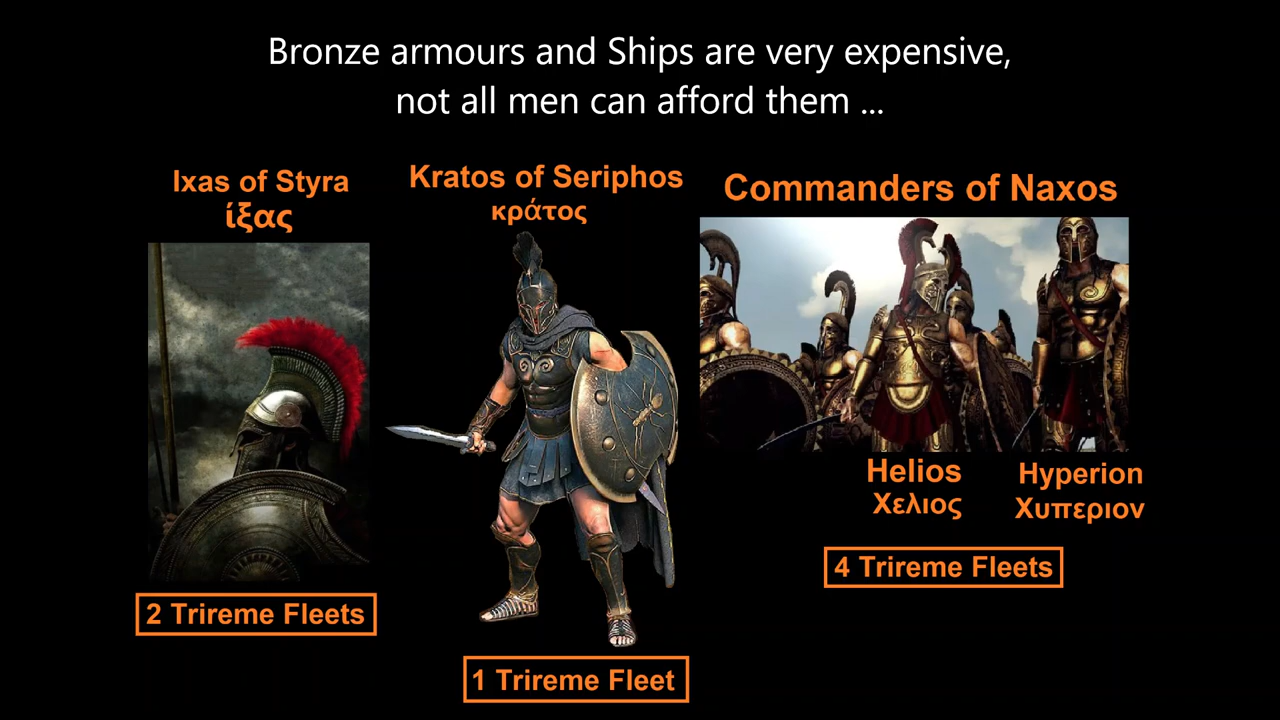 Bronze armours and Ships are very expensive,
not all men can afford them ...
Ixas of Styra
ίξας
2 Trireme Fleets
Kratos of Seriphos
κράτος
1 Trireme Fleet
Commanders of Naxos
Helios
Χελιος
Hyperion
Χυπεριον
4 Trireme Fleets